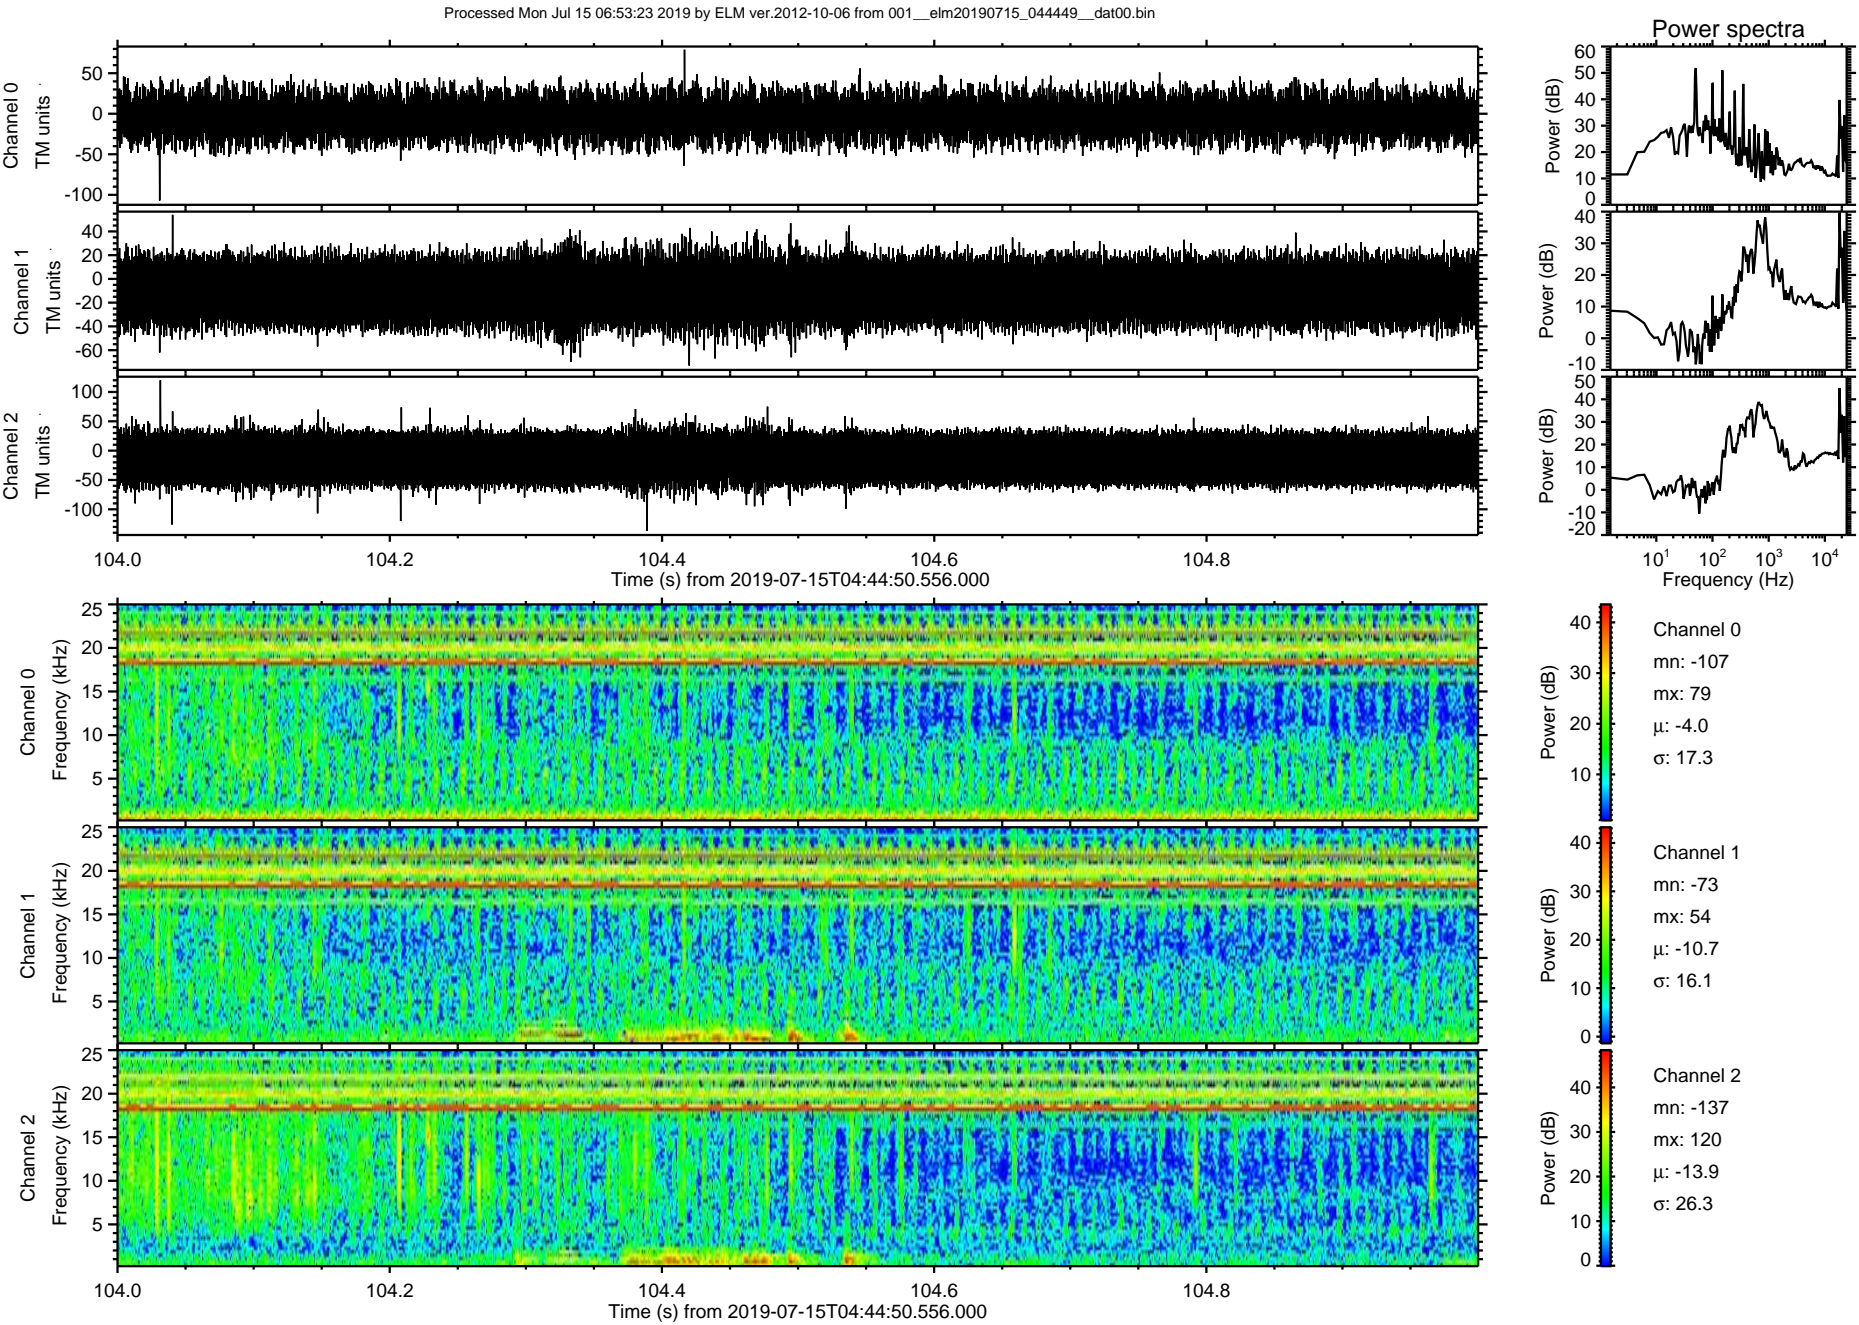 Processed Mon Jul 15 06:53:23 2019 by ELM ver.2012-10-06 from 001__elm20190715_044449__dat00.bin
Power spectra
Channel 0
TM units
50
0
-50
-100
Power (dB)
60
50
40
30
20
10
0
Channel 1
TM units
40
20
0
-20
-40
-60
Power (dB)
40
30
20
10
0
-10
Channel 2
TM units
100
50
0
-50
-100
Power (dB)
50
40
30
20
10
0
-10
-20
104.0 104.2 104.4 104.6 104.8
Time (s) from 2019-07-15T04:44:50.556.000
10^1 10^2 10^3 10^4
Frequency (Hz)
Channel 0
Frequency (kHz)
25
20
15
10
5
Power (dB)
40
30
20
10
Channel 0
mn: -107
mx: 79
μ: -4.0
σ: 17.3
Channel 1
Frequency (kHz)
25
20
15
10
5
Power (dB)
40
30
20
10
0
Channel 1
mn: -73
mx: 54
μ: -10.7
σ: 16.1
Channel 2
Frequency (kHz)
25
20
15
10
5
Power (dB)
40
30
20
10
0
Channel 2
mn: -137
mx: 120
μ: -13.9
σ: 26.3
104.0 104.2 104.4 104.6 104.8
Time (s) from 2019-07-15T04:44:50.556.000